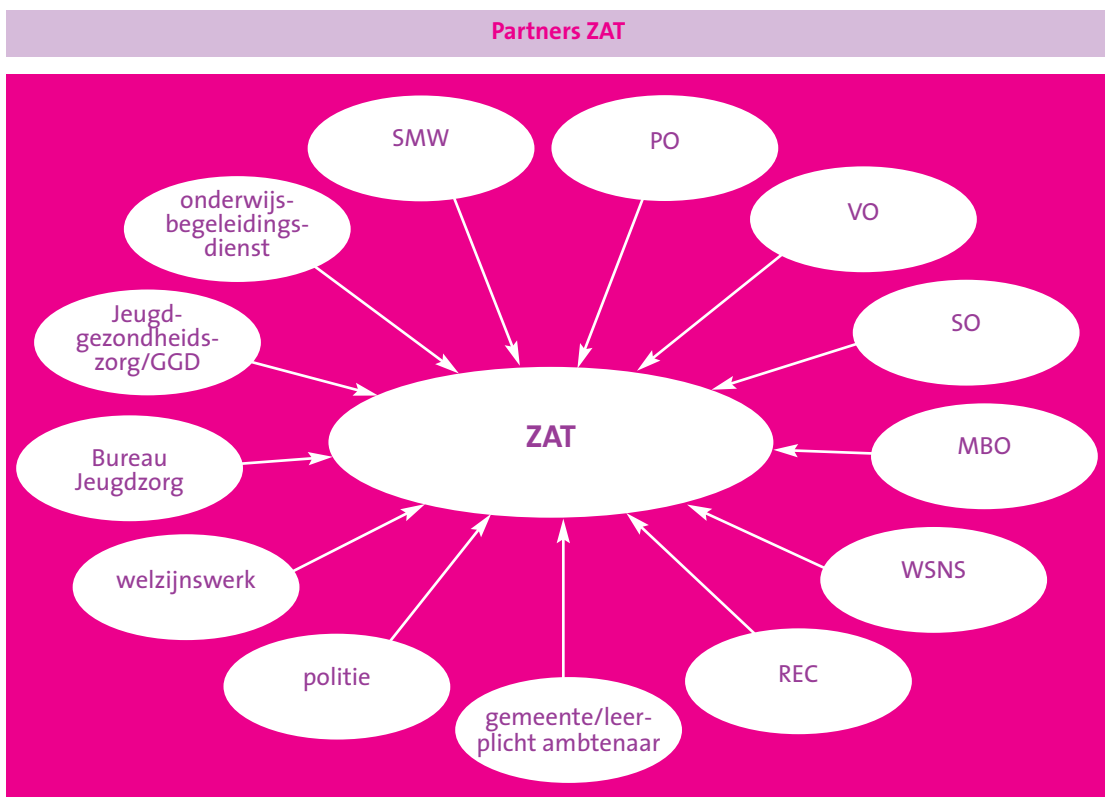 Partners ZAT
SMW
PO
onderwijs-
begeleidings-
dienst
VO
Jeugd-
gezondheids-
zorg/GGD
SO
ZAT
Bureau
Jeugdzorg
MBO
welzijnswerk
WSNS
politie
REC
gemeente/leer-
plicht ambtenaar